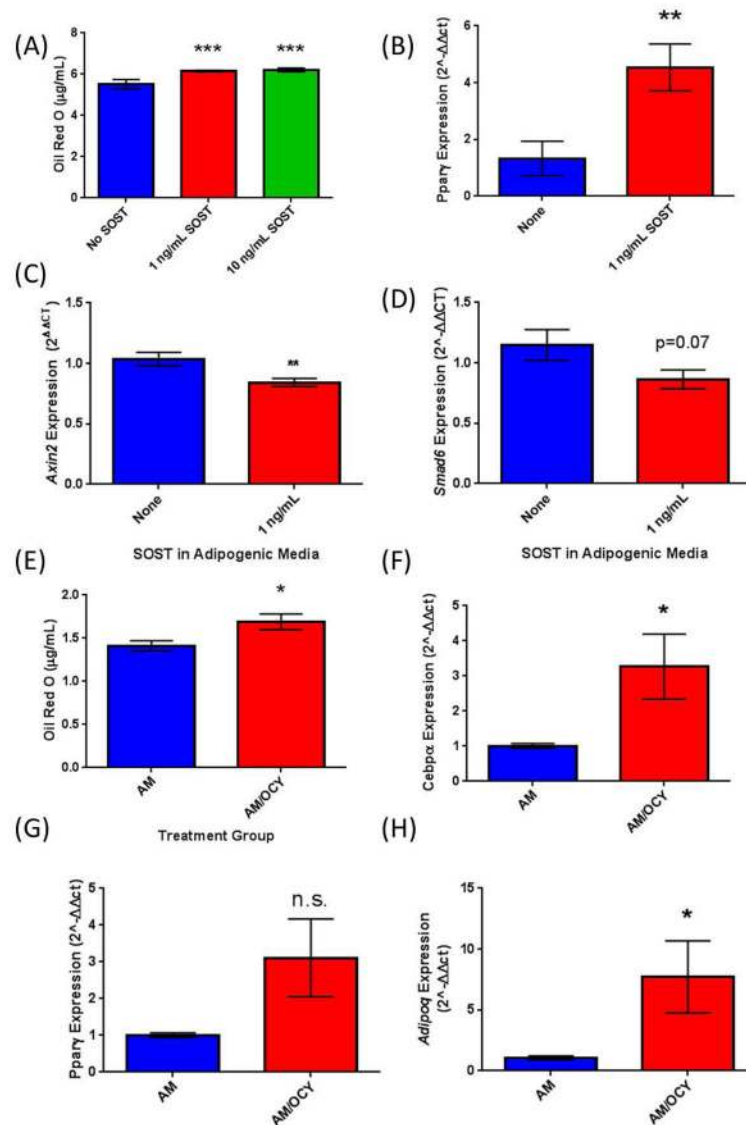 (A)
Oil Red O (µg/mL)
8
6
4
2
0
***
***
No SOST
1 ng/mL SOST
10 ng/mL SOST
(B)
Pparγ Expression (2^-ΔΔct)
6
4
2
0
**
None
1 ng/mL SOST
(C)
Axin2 Expression (2^ΔΔCT)
1.5
1.0
0.5
0.0
**
None
1 ng/mL
SOST in Adipogenic Media
(D)
Smad6 Expression (2^-ΔΔCT)
1.5
1.0
0.5
0.0
p=0.07
None
1 ng/mL
SOST in Adipogenic Media
(E)
Oil Red O (µg/mL)
2.0
1.5
1.0
0.5
0.0
*
AM
AM/OCY
Treatment Group
(F)
Cebpα Expression (2^-ΔΔct)
5
4
3
2
1
0
*
AM
AM/OCY
(G)
Pparγ Expression (2^-ΔΔct)
5
4
3
2
1
0
n.s.
AM
AM/OCY
(H)
Adipoq Expression
(2^-ΔΔct)
15
10
5
0
*
AM
AM/OCY